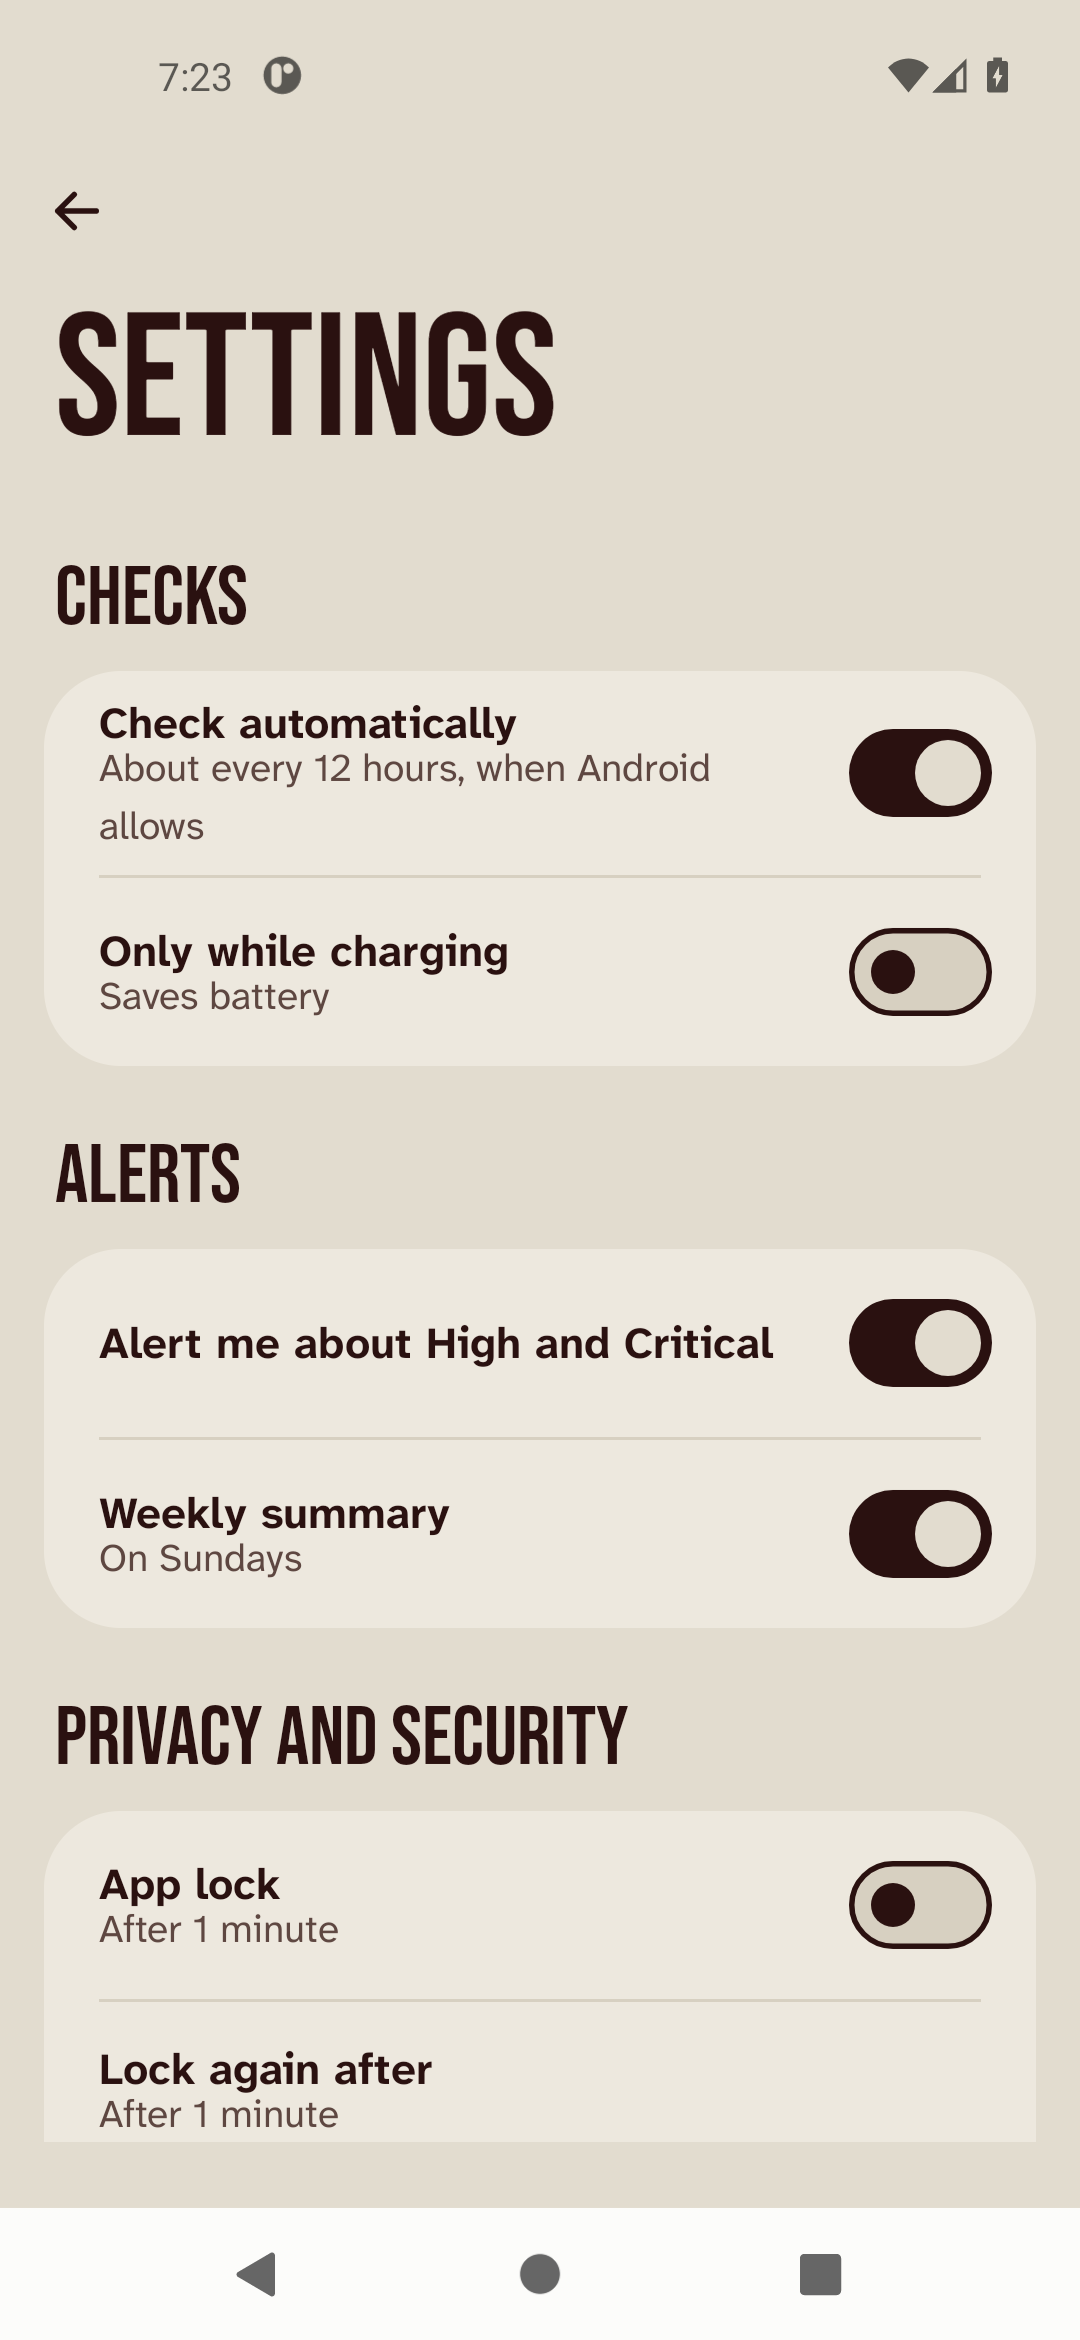 7:23
SETTINGS
CHECKS
Check automatically
About every 12 hours, when Android
allows
Only while charging
Saves battery
ALERTS
Alert me about High and Critical
Weekly summary
On Sundays
PRIVACY AND SECURITY
App lock
After 1 minute
Lock again after
After 1 minute